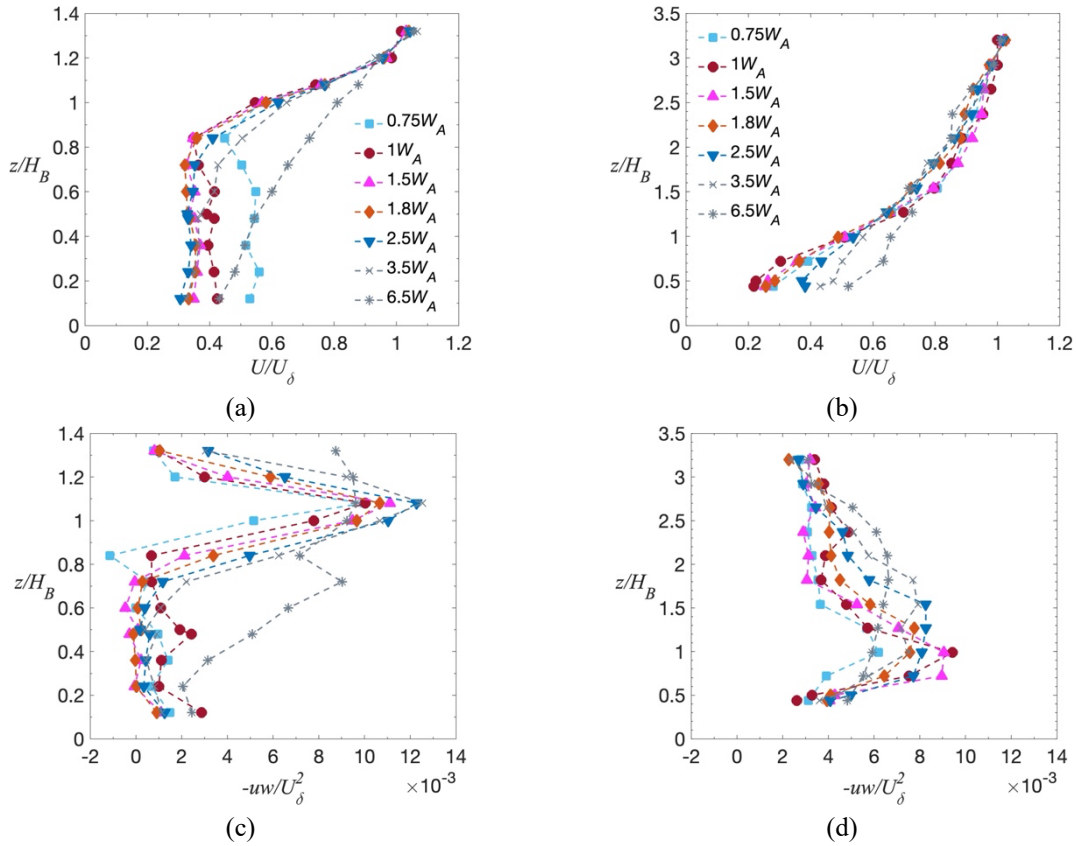 1.4
1.2
1
0.8
0.6
0.4
0.2
0
z/H_B
0 0.2 0.4 0.6 0.8 1 1.2
U/U_δ
0.75W_A
1W_A
1.5W_A
1.8W_A
2.5W_A
3.5W_A
6.5W_A
(a)
3.5
3
2.5
2
1.5
1
0.5
0
z/H_B
0 0.2 0.4 0.6 0.8 1 1.2
U/U_δ
0.75W_A
1W_A
1.5W_A
1.8W_A
2.5W_A
3.5W_A
6.5W_A
(b)
1.4
1.2
1
0.8
0.6
0.4
0.2
0
z/H_B
-2 0 2 4 6 8 10 12 14
-uw/U_δ^2
×10^-3
(c)
3.5
3
2.5
2
1.5
1
0.5
0
z/H_B
-2 0 2 4 6 8 10 12 14
-uw/U_δ^2
×10^-3
(d)